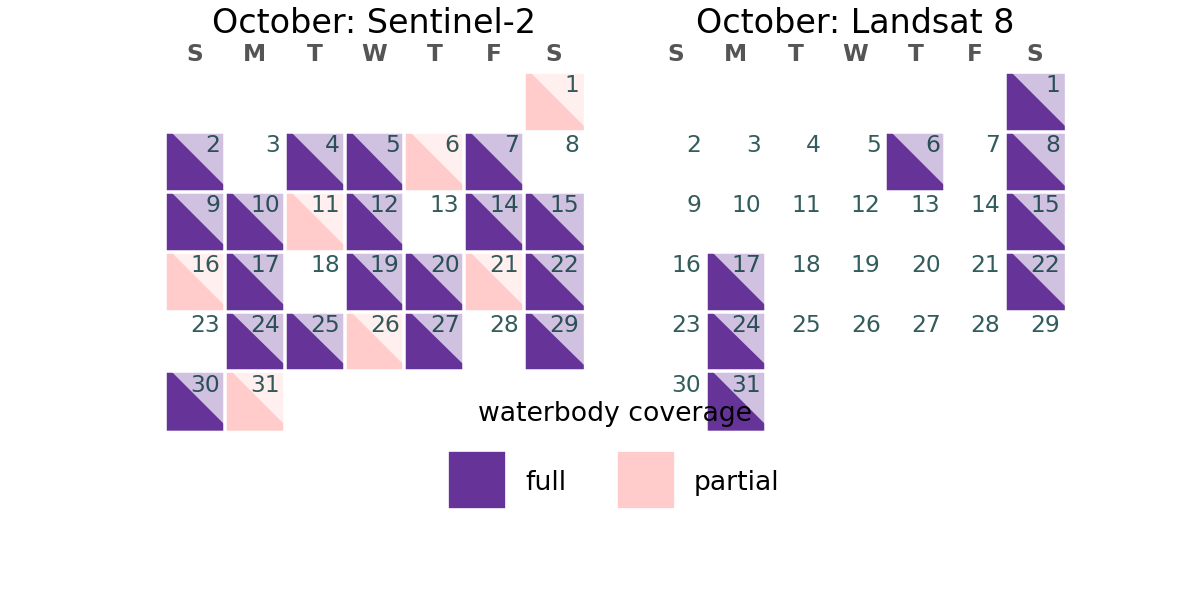 October: Sentinel-2
S M T W T F S
1
2 3 4 5 6 7 8
9 10 11 12 13 14 15
16 17 18 19 20 21 22
23 24 25 26 27 28 29
30 31
October: Landsat 8
S M T W T F S
1
2 3 4 5 6 7 8
9 10 11 12 13 14 15
16 17 18 19 20 21 22
23 24 25 26 27 28 29
30 31
waterbody coverage
full partial